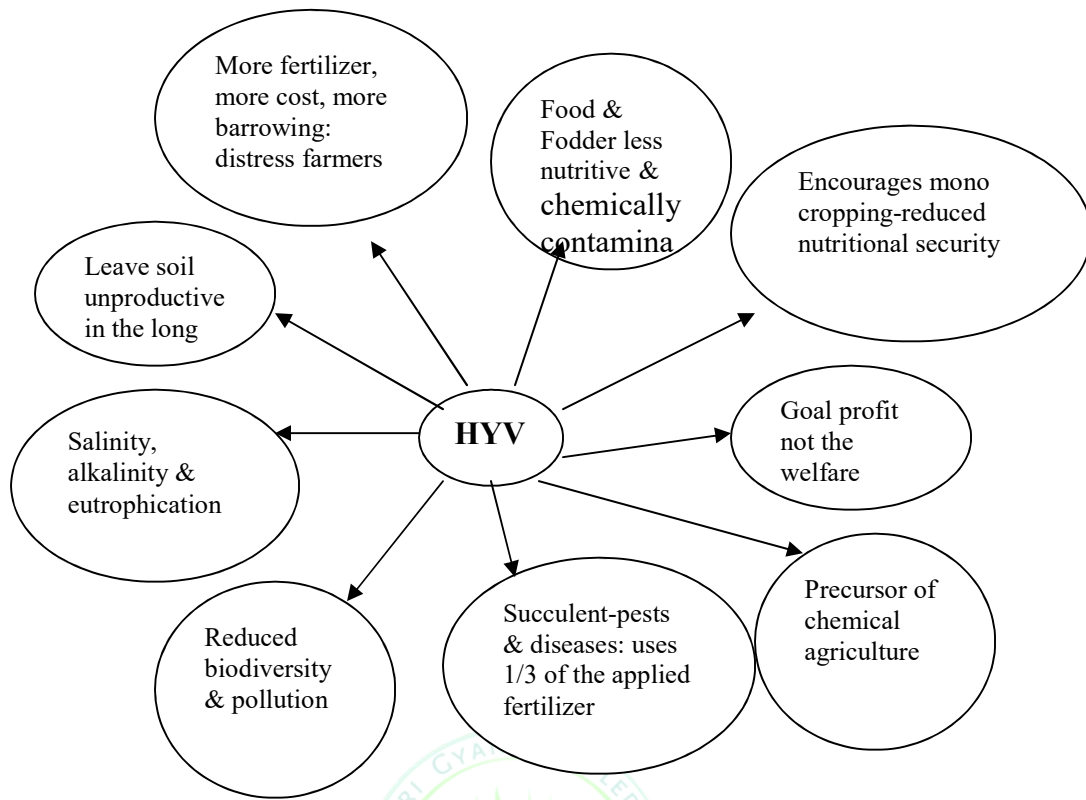 More fertilizer,
more cost, more
barrowing:
distress farmers
Food &
Fodder less
nutritive &
chemically
contamina
Encourages mono
cropping-reduced
nutritional security
Leave soil
unproductive
in the long
HYV
Goal profit
not the
welfare
Salinity,
alkalinity &
eutrophication
Precursor of
chemical
agriculture
Succulent-pests
& diseases: uses
1/3 of the applied
fertilizer
Reduced
biodiversity
& pollution